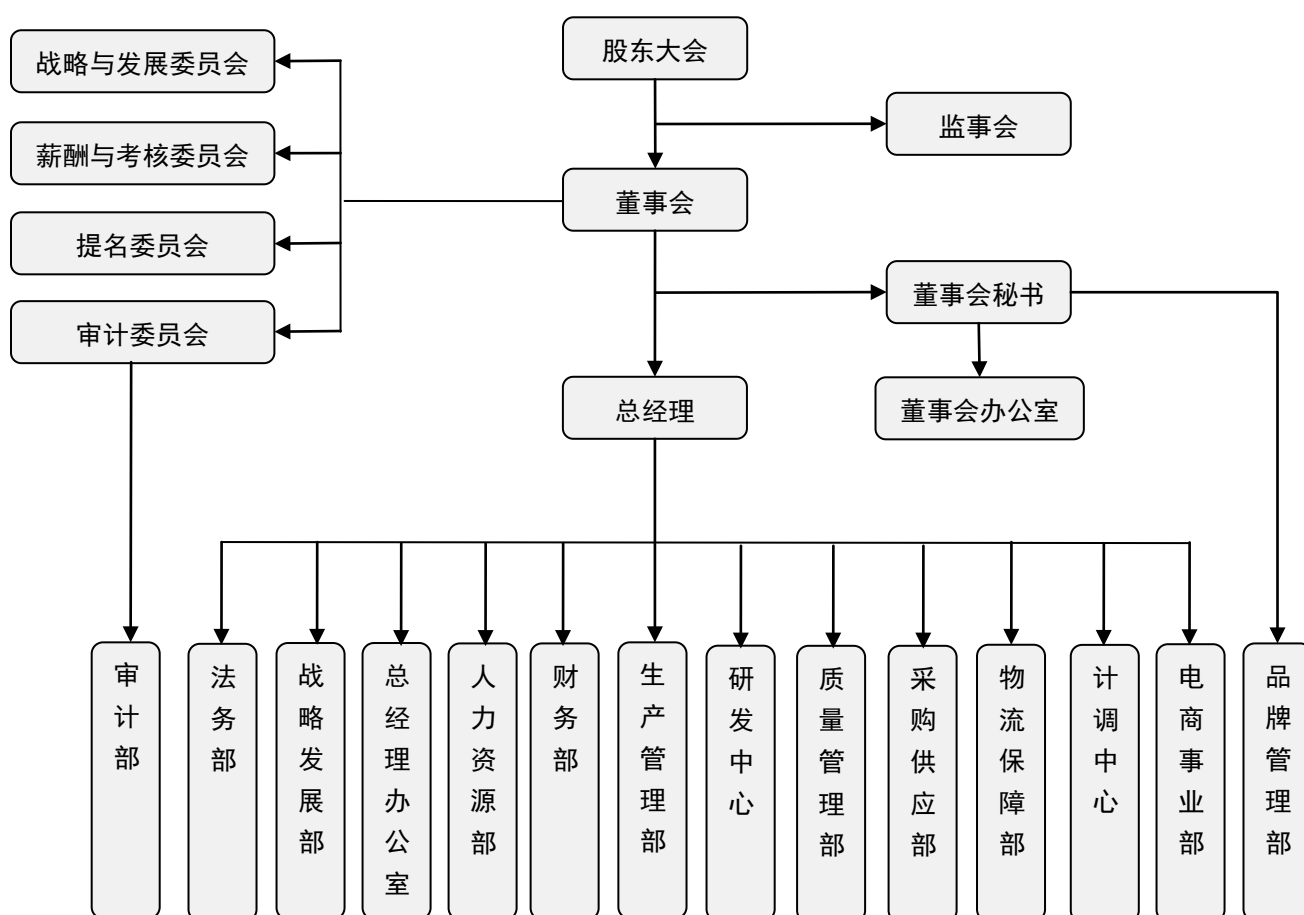 股东大会
战略与发展委员会
监事会
薪酬与考核委员会
董事会
提名委员会
董事会秘书
审计委员会
总经理
董事会办公室
审计部
法务部
战略发展部
总经理办公室
人力资源部
财务部
生产管理部
研发中心
质量管理部
采购供应部
物流保障部
计调中心
电商事业部
品牌管理部